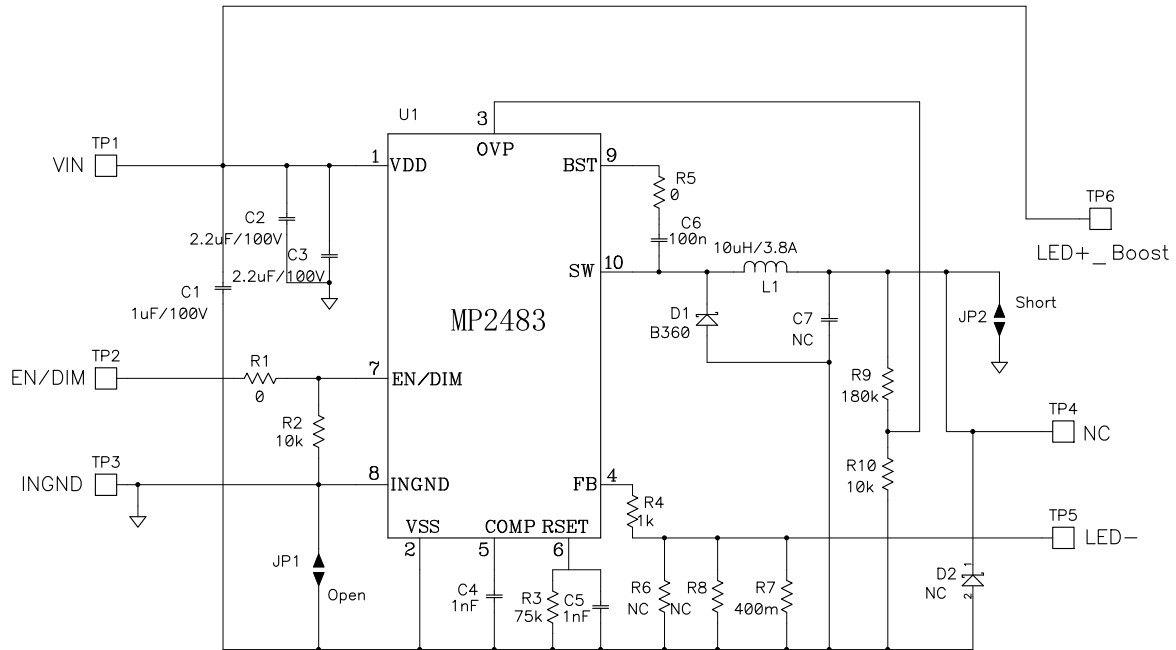 U1
3
OVP
TP1
VIN
1
VDD
BST
9
R5
0
C6
100n
TP6
LED+_Boost
C2
2.2uF/100V
C3
2.2uF/100V
C1
1uF/100V
SW
10
10uH/3.8A
L1
MP2483
D1
B360
C7
NC
JP2
Short
TP2
EN/DIM
R1
0
7
EN/DIM
R2
10k
R9
180k
TP4
NC
R10
10k
TP3
INGND
8
INGND
FB
4
R4
1k
TP5
LED-
VSS
COMP
RSET
2
5
6
JP1
Open
C4
1nF
R3
75k
C5
1nF
R6
NC
R8
NC
R7
400m
D2
NC
1
2